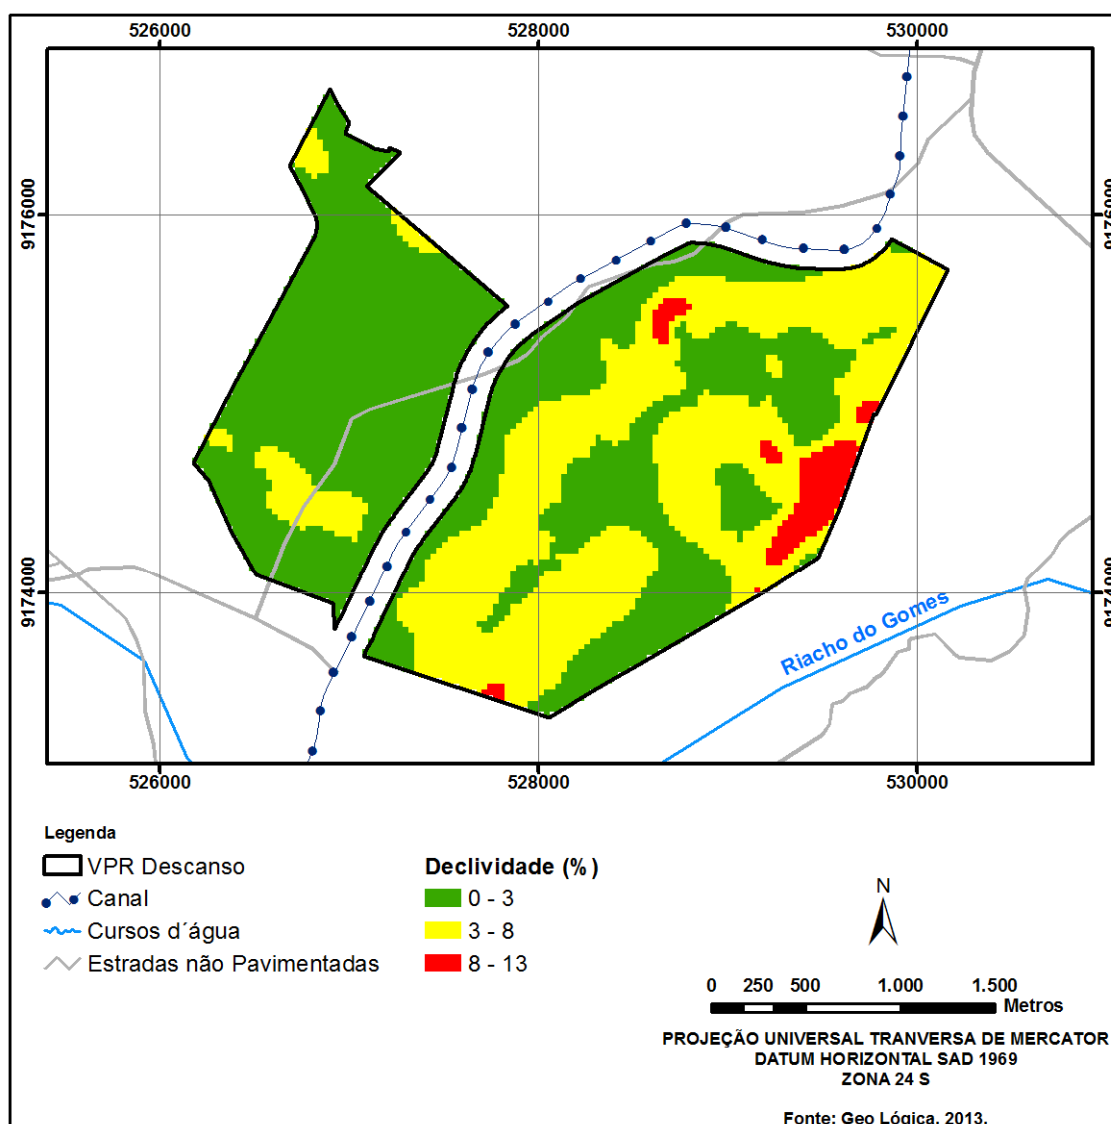 526000 528000 530000
9176000 9176000
9174000 9174000
Riacho do Gomes
526000 528000 530000
Legenda
VPR Descanso
Canal
Cursos d´água
Estradas não Pavimentadas
Declividade (%)
0 - 3
3 - 8
8 - 13
N
0 250 500 1.000 1.500
Metros
PROJEÇÃO UNIVERSAL TRANVERSA DE MERCATOR
DATUM HORIZONTAL SAD 1969
ZONA 24 S
Fonte: Geo Lógica, 2013.